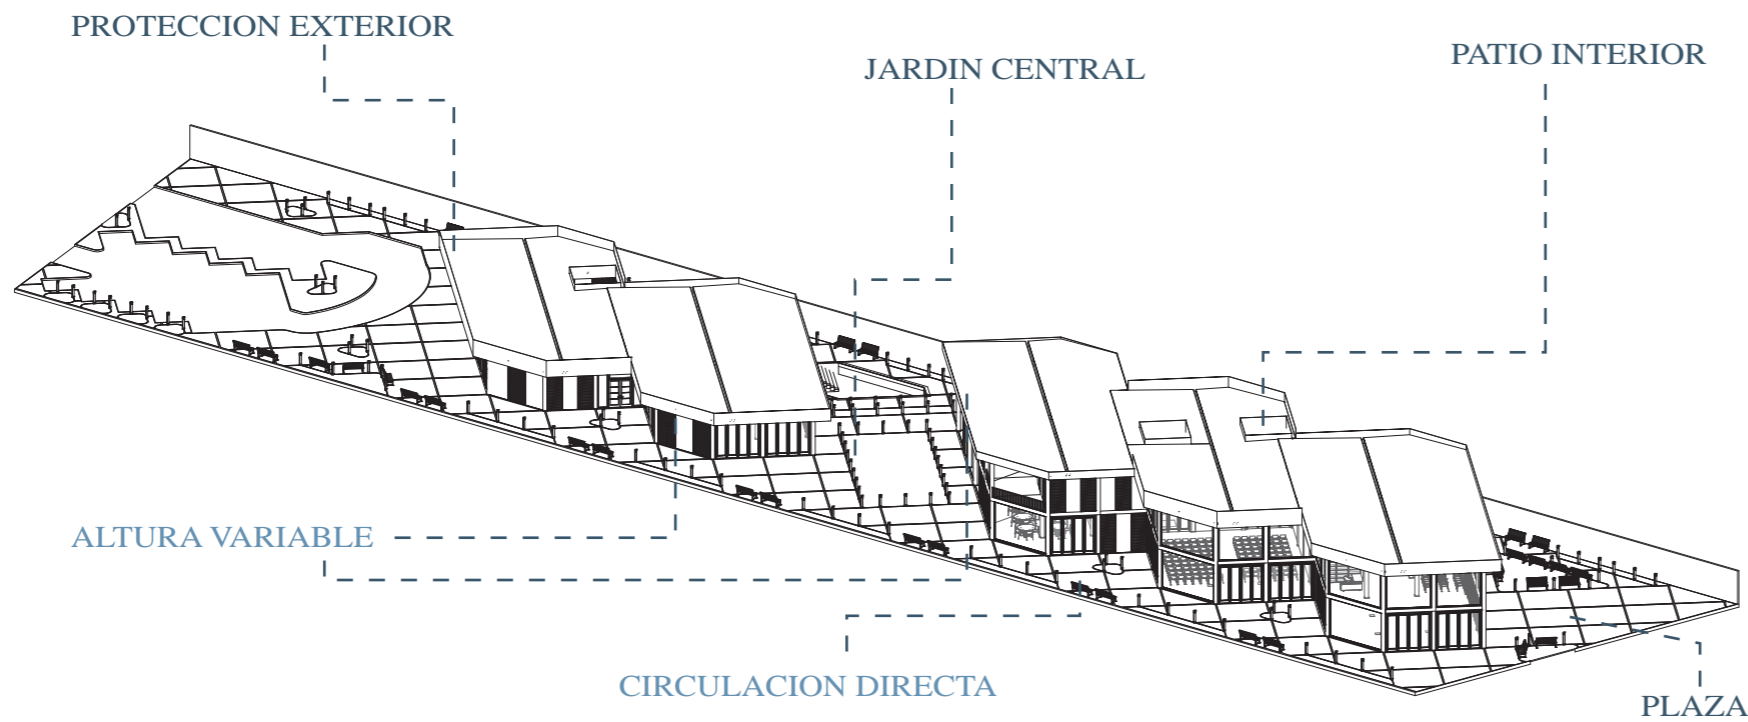 PROTECCION EXTERIOR
JARDIN CENTRAL
PATIO INTERIOR
ALTURA VARIABLE
CIRCULACION DIRECTA
PLAZA